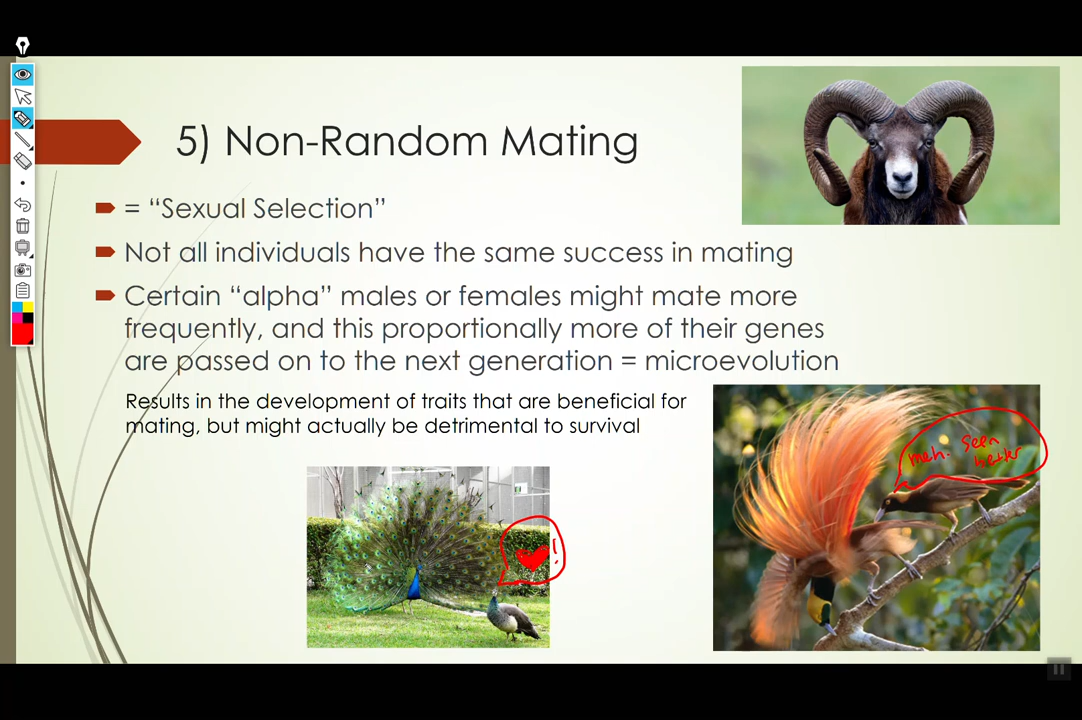 5) Non-Random Mating
= “Sexual Selection”
Not all individuals have the same success in mating
Certain “alpha” males or females might mate more
frequently, and this proportionally more of their genes
are passed on to the next generation = microevolution
Results in the development of traits that are beneficial for
mating, but might actually be detrimental to survival
!
meh. seen
better